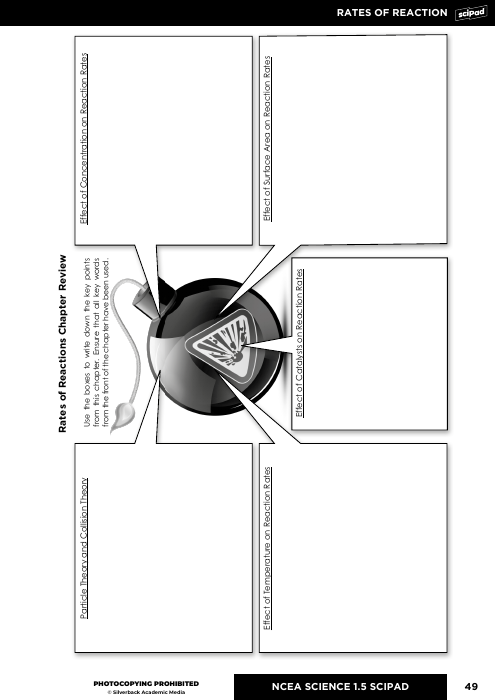 RATES OF REACTION
scipad
Rates of Reactions Chapter Review
Use the boxes to write down the key points
from this chapter. Ensure that all key words
from the front of the chapter have been used.
Particle Theory and Collision Theory
Effect of Concentration on Reaction Rates
Effect of Temperature on Reaction Rates
Effect of Catalysts on Reaction Rates
Effect of Surface Area on Reaction Rates
PHOTOCOPYING PROHIBITED
© Silverback Academic Media
NCEA SCIENCE 1.5 SCIPAD
49